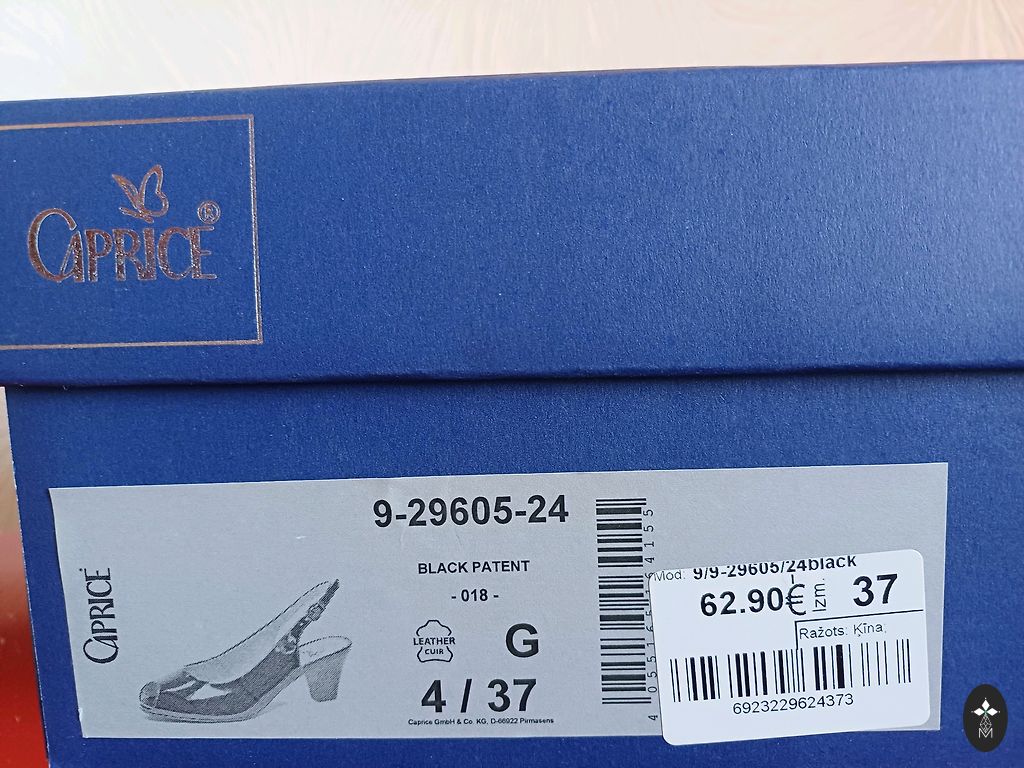 CAPRICE®
9-29605-24
BLACK PATENT
- 018 -
LEATHER
CUIR
G
4 / 37
Caprice GmbH & Co. KG, D-66922 Pirmasens
CAPRICE
Mod: 9/9-29605/24black
62.90€ Izm. 37
Ražots: Ķīna;
6923229624373
M